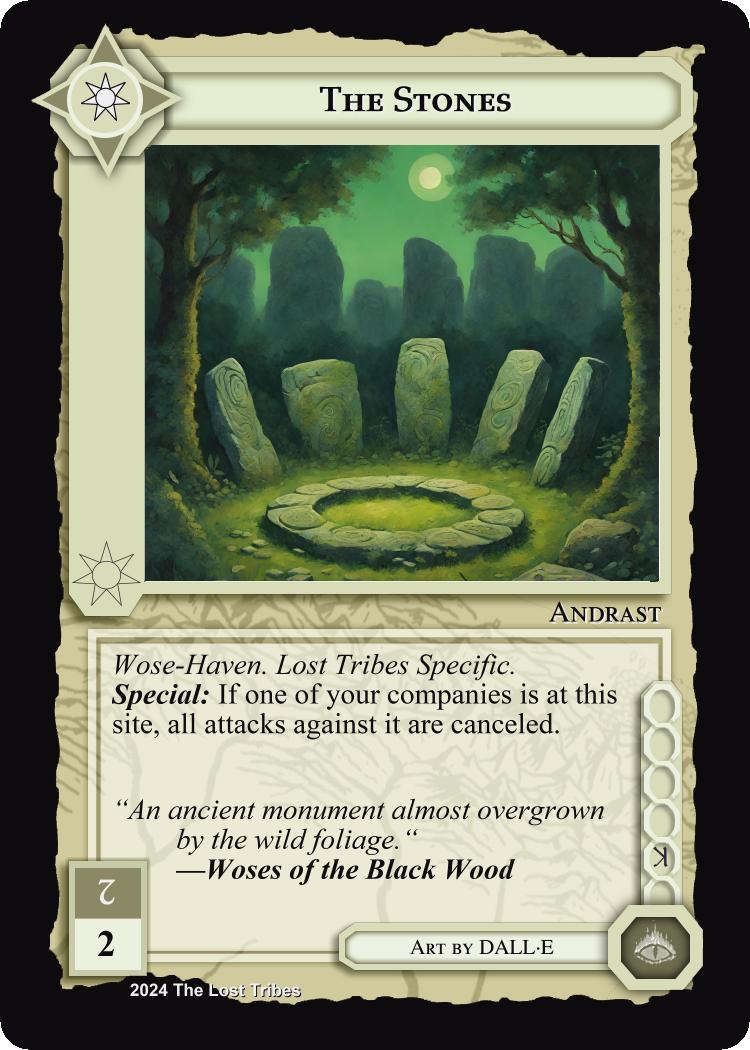 The Stones
Andrast
Wose-Haven. Lost Tribes Specific.
Special: If one of your companies is at this
site, all attacks against it are canceled.
“An ancient monument almost overgrown
by the wild foliage.“
—Woses of the Black Wood
2
2
Art by DALL·E
2024 The Lost Tribes